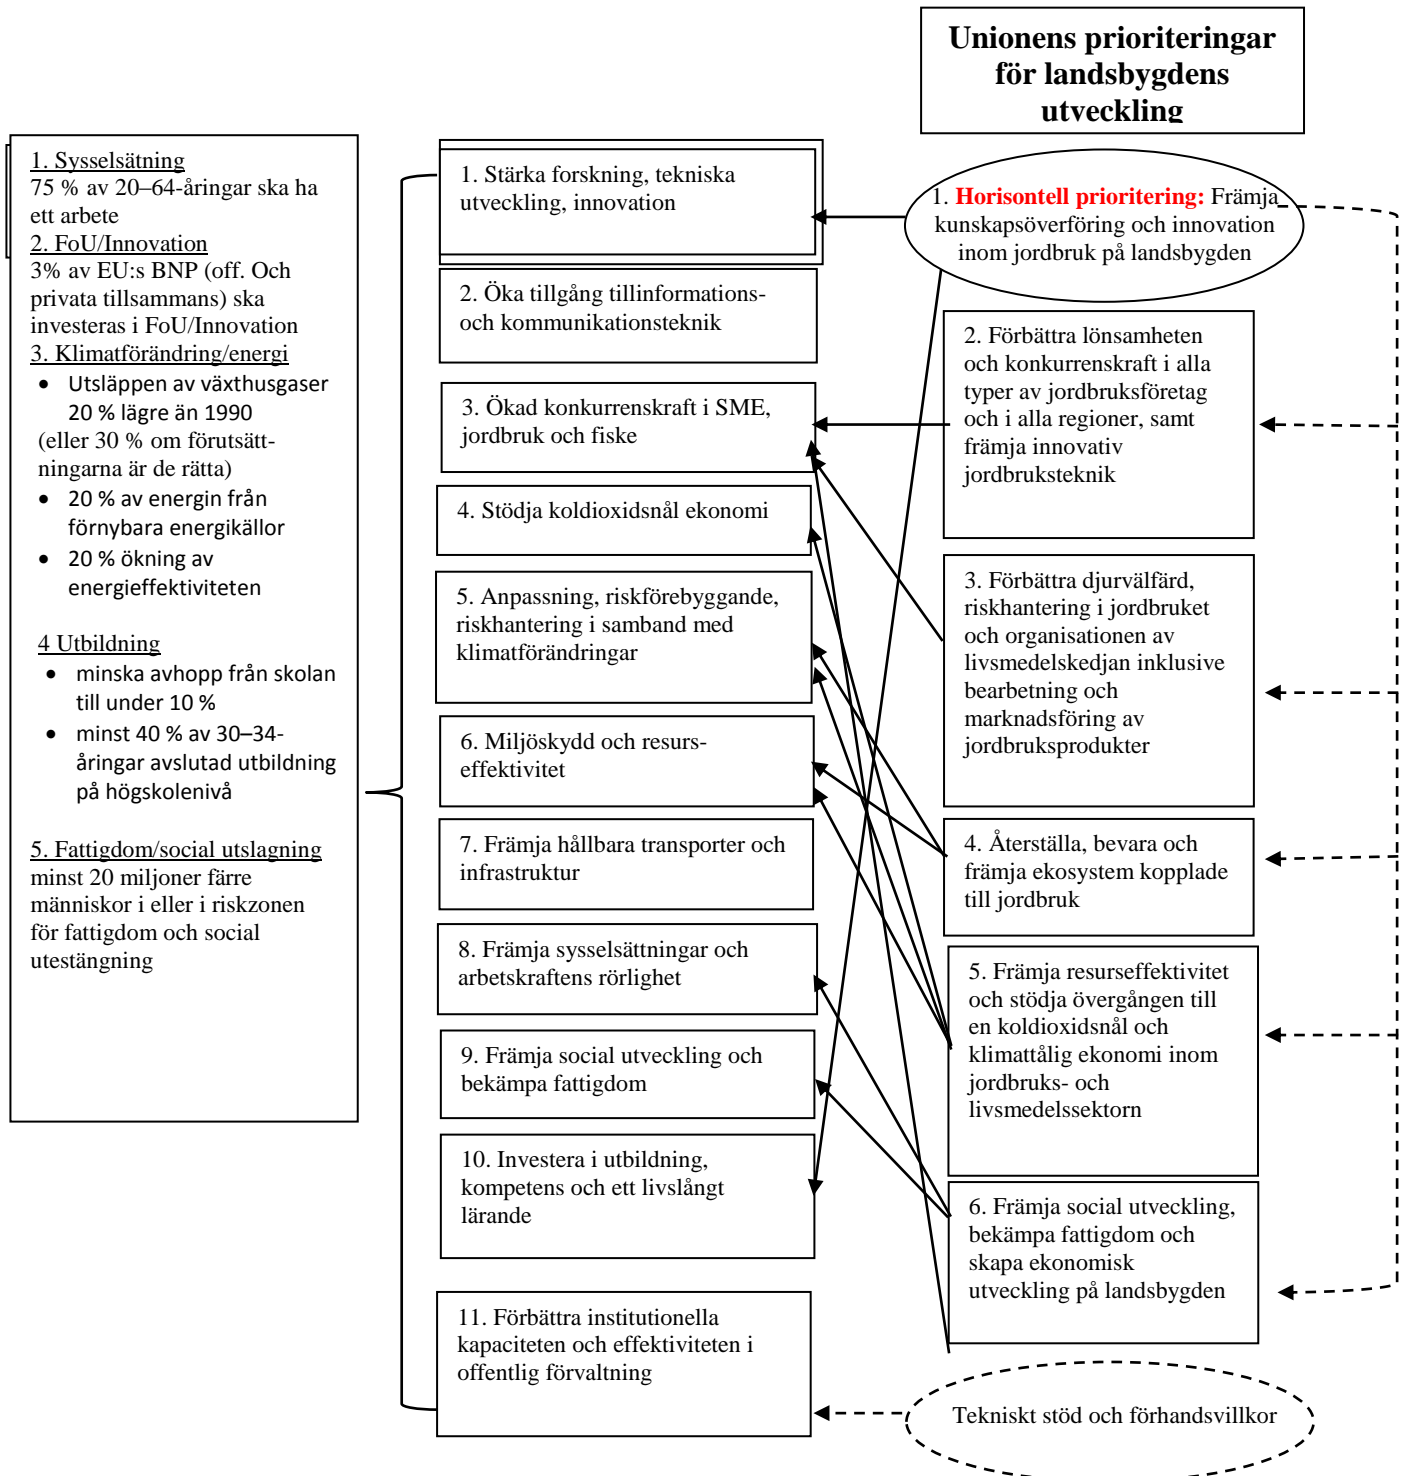 Unionens prioriteringar
för landsbygdens
utveckling
1. Sysselsätning
75 % av 20–64-åringar ska ha
ett arbete
2. FoU/Innovation
3% av EU:s BNP (off. Och
privata tillsammans) ska
investeras i FoU/Innovation
3. Klimatförändring/energi
• Utsläppen av växthusgaser
20 % lägre än 1990
(eller 30 % om förutsätt-
ningarna är de rätta)
• 20 % av energin från
förnybara energikällor
• 20 % ökning av
energieffektiviteten
4 Utbildning
• minska avhopp från skolan
till under 10 %
• minst 40 % av 30–34-
åringar avslutad utbildning
på högskolenivå
5. Fattigdom/social utslagning
minst 20 miljoner färre
människor i eller i riskzonen
för fattigdom och social
utestängning
1. Stärka forskning, tekniska
utveckling, innovation
2. Öka tillgång tillinformations-
och kommunikationsteknik
3. Ökad konkurrenskraft i SME,
jordbruk och fiske
4. Stödja koldioxidsnål ekonomi
5. Anpassning, riskförebyggande,
riskhantering i samband med
klimatförändringar
6. Miljöskydd och resurs-
effektivitet
7. Främja hållbara transporter och
infrastruktur
8. Främja sysselsättningar och
arbetskraftens rörlighet
9. Främja social utveckling och
bekämpa fattigdom
10. Investera i utbildning,
kompetens och ett livslångt
lärande
11. Förbättra institutionella
kapaciteten och effektiviteten i
offentlig förvaltning
1. Horisontell prioritering: Främja
kunskapsöverföring och innovation
inom jordbruk på landsbygden
2. Förbättra lönsamheten
och konkurrenskraft i alla
typer av jordbruksföretag
och i alla regioner, samt
främja innovativ
jordbruksteknik
3. Förbättra djurvälfärd,
riskhantering i jordbruket
och organisationen av
livsmedelskedjan inklusive
bearbetning och
marknadsföring av
jordbruksprodukter
4. Återställa, bevara och
främja ekosystem kopplade
till jordbruk
5. Främja resurseffektivitet
och stödja övergången till
en koldioxidsnål och
klimattålig ekonomi inom
jordbruks- och
livsmedelssektorn
6. Främja social utveckling,
bekämpa fattigdom och
skapa ekonomisk
utveckling på landsbygden
Tekniskt stöd och förhandsvillkor